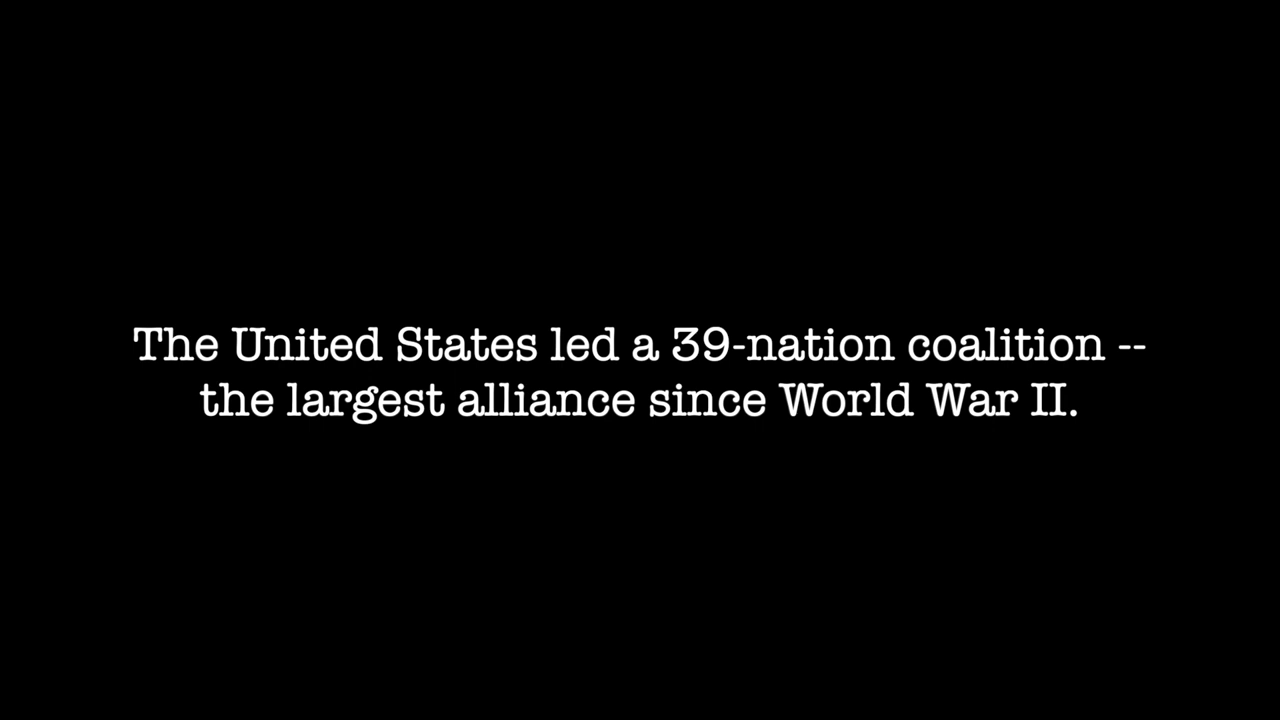 The United States led a 39-nation coalition --
the largest alliance since World War II.